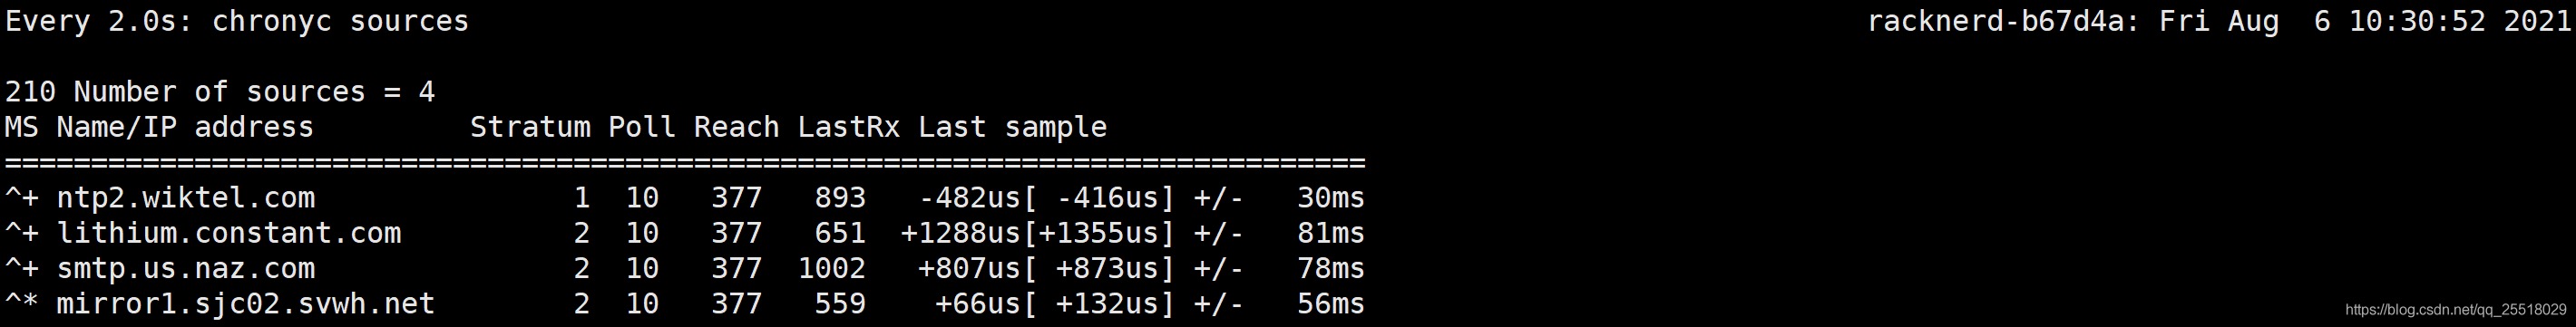 Every 2.0s: chronyc sources racknerd-b67d4a: Fri Aug  6 10:30:52 2021
210 Number of sources = 4
MS Name/IP address         Stratum Poll Reach LastRx Last sample
===============================================================================
^+ ntp2.wiktel.com               1  10   377   893   -482us[ -416us] +/-   30ms
^+ lithium.constant.com          2  10   377   651  +1288us[+1355us] +/-   81ms
^+ smtp.us.naz.com               2  10   377  1002   +807us[ +873us] +/-   78ms
^* mirror1.sjc02.svwh.net        2  10   377   559    +66us[ +132us] +/-   56ms
https://blog.csdn.net/qq_25518029